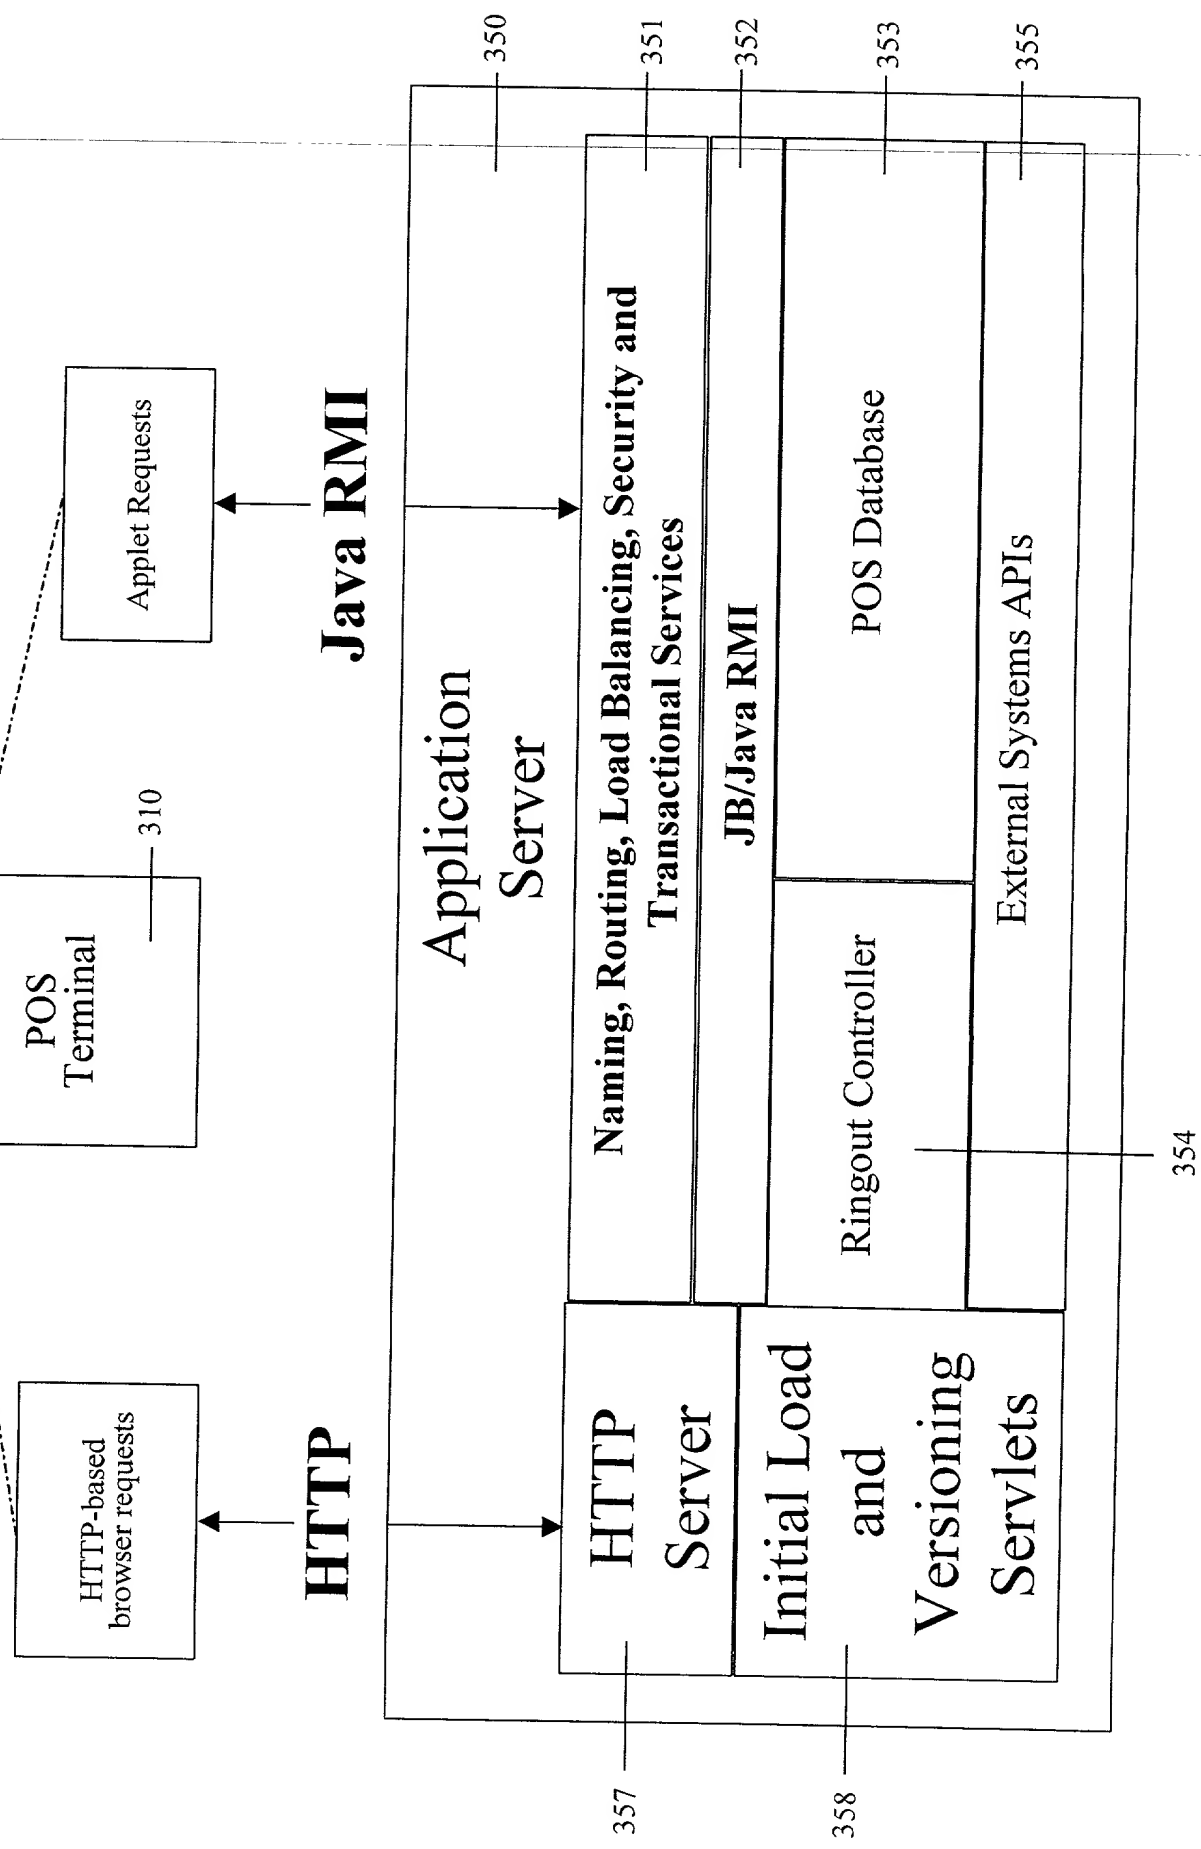 POS
Terminal
310
HTTP-based
browser requests
Applet Requests
HTTP
Java RMI
Application
Server
350
HTTP
Server
357
Naming, Routing, Load Balancing, Security and
Transactional Services
351
JB/Java RMI
352
Initial Load
and
Versioning
Servlets
358
Ringout Controller
354
POS Database
353
External Systems APIs
355